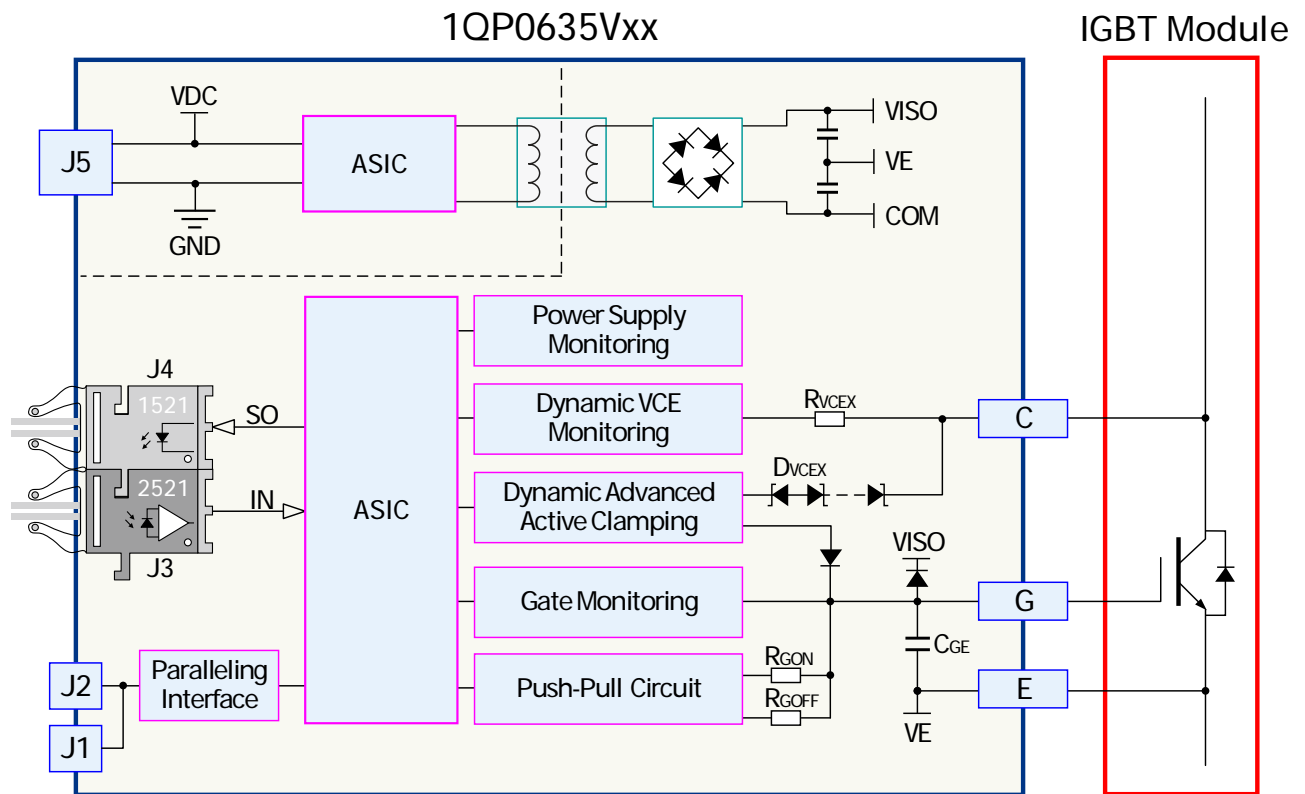 1QP0635Vxx
IGBT Module
VDC
J5
ASIC
GND
VISO
VE
COM
Power Supply
Monitoring
J4
1521
SO
Dynamic VCE
Monitoring
RVCEX
C
2521
IN
ASIC
Dynamic Advanced
Active Clamping
DVCEX
J3
VISO
Gate Monitoring
G
CGE
J2
Paralleling
Interface
Push-Pull Circuit
RGON
RGOFF
E
J1
VE